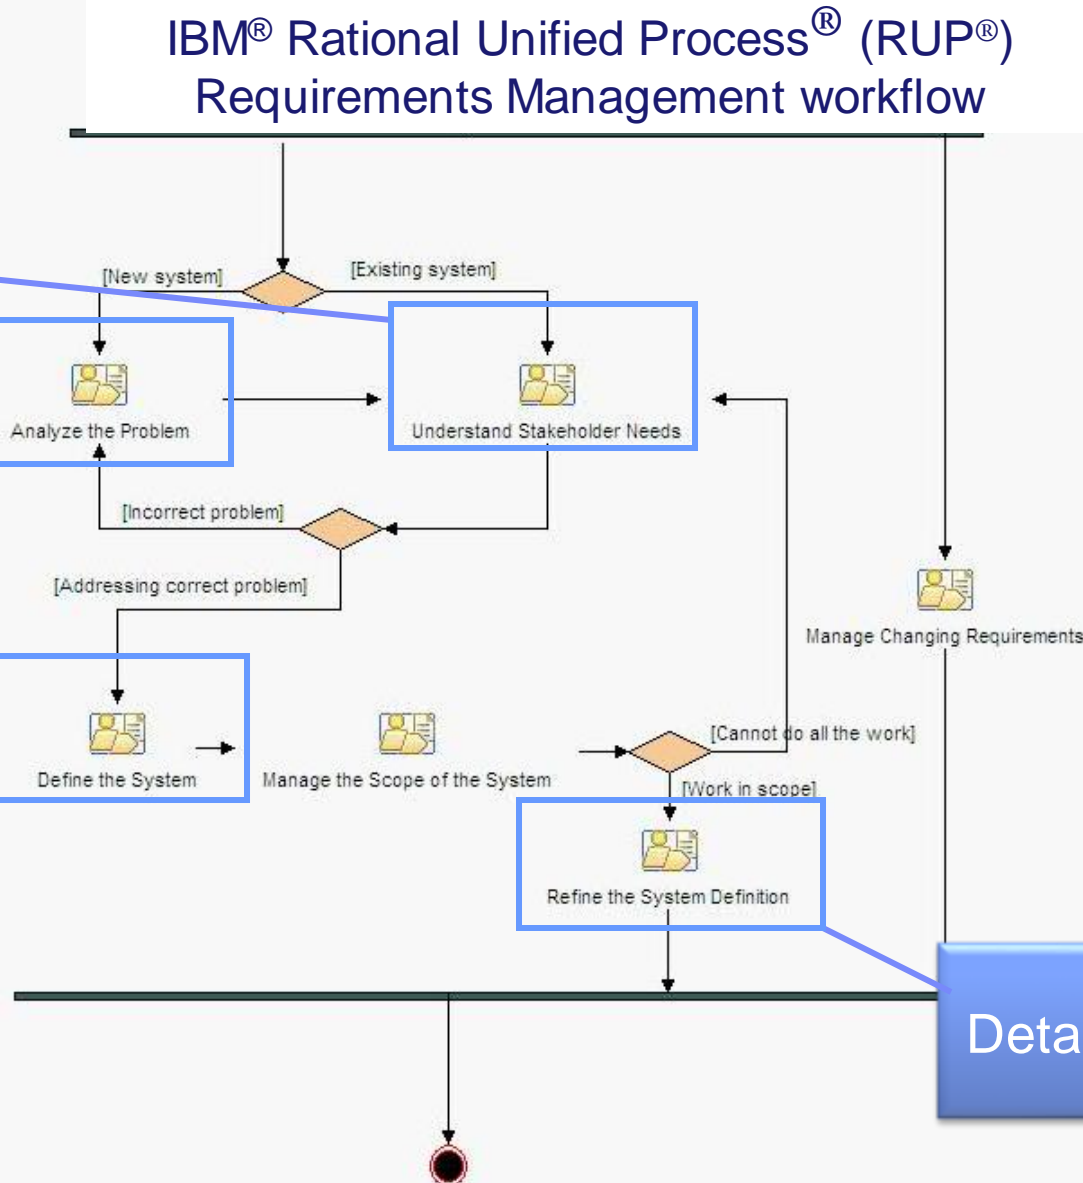 IBM® Rational Unified Process® (RUP®)
Requirements Management workflow
[New system]
[Existing system]
Analyze the Problem
Understand Stakeholder Needs
[Incorrect problem]
[Addressing correct problem]
Manage Changing Requirements
[Cannot do all the work]
Define the System
Manage the Scope of the System
[Work in scope]
Refine the System Definition